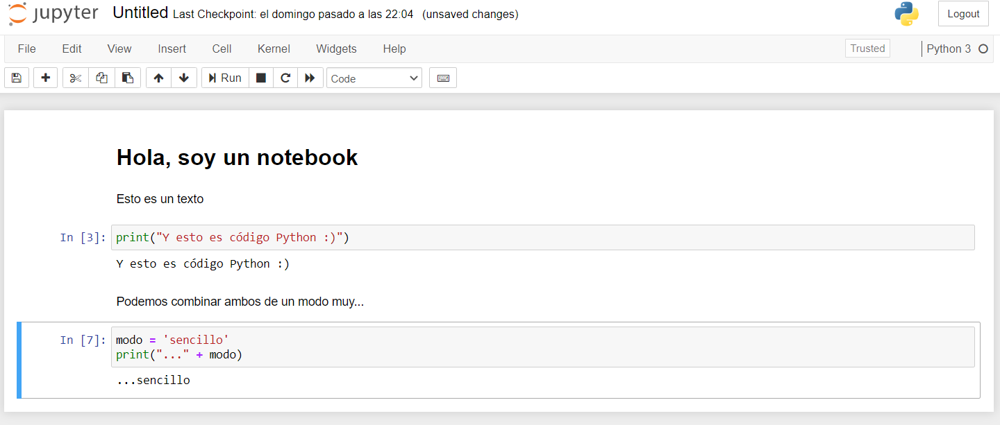 jupyter Untitled Last Checkpoint: el domingo pasado a las 22:04 (unsaved changes) Logout
File Edit View Insert Cell Kernel Widgets Help Trusted Python 3
Run Code
Hola, soy un notebook
Esto es un texto
In [3]: print("Y esto es código Python :)")
Y esto es código Python :)
Podemos combinar ambos de un modo muy...
In [7]: modo = 'sencillo'
print("..." + modo)
...sencillo